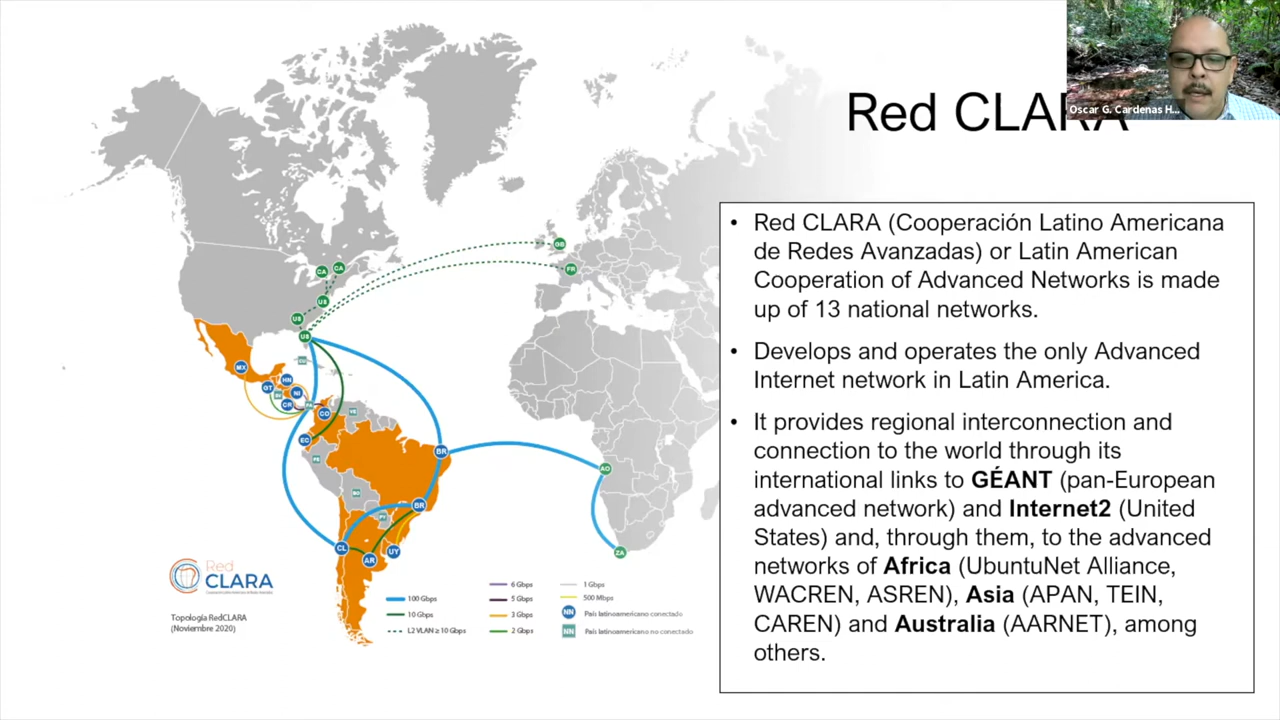 Red CLARA
Oscar G. Cardenas H...
• Red CLARA (Cooperación Latino Americana
de Redes Avanzadas) or Latin American
Cooperation of Advanced Networks is made
up of 13 national networks.
• Develops and operates the only Advanced
Internet network in Latin America.
• It provides regional interconnection and
connection to the world through its
international links to GÉANT (pan-European
advanced network) and Internet2 (United
States) and, through them, to the advanced
networks of Africa (UbuntuNet Alliance,
WACREN, ASREN), Asia (APAN, TEIN,
CAREN) and Australia (AARNET), among
others.
GB
FR
CA CA
US
US
US
MX
HN
GT
NI
CR
CO
VE
EC
PE
BR
AO
BO
BR
PY
CL
AR
UY
ZA
Red
CLARA
Topología RedCLARA
(Noviembre 2020)
100 Gbps
10 Gbps
L2 VLAN ≥ 10 Gbps
6 Gbps
5 Gbps
3 Gbps
2 Gbps
1 Gbps
500 Mbps
NN País latinoamericano conectado
NN País latinoamericano no conectado